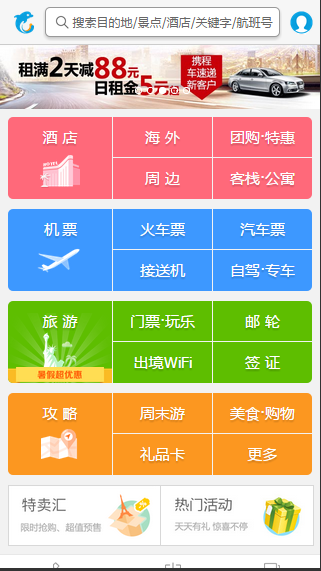 搜索目的地/景点/酒店/关键字/航班号
租满2天减88元
日租金5元
携程
车速递
新客户
酒店
海外
团购·特惠
周边
客栈·公寓
机票
火车票
汽车票
接送机
自驾·专车
旅游
门票·玩乐
邮轮
暑假超优惠
出境WiFi
签证
攻略
周末游
美食·购物
礼品卡
更多
特卖汇
热门活动
限时抢购、超值预售
天天有礼 惊喜不停